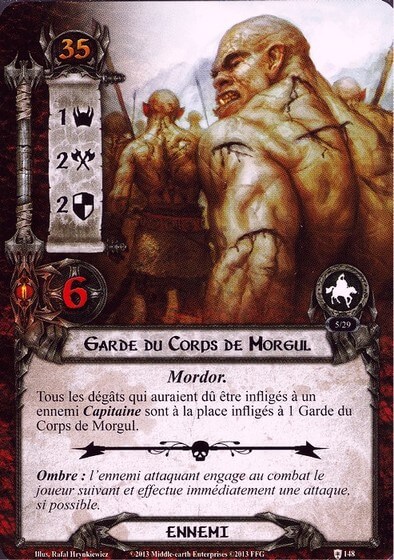 35
1
2
2
6
5/29
Garde du Corps de Morgul
Mordor.
Tous les dégâts qui auraient dû être infligés à un
ennemi Capitaine sont à la place infligés à 1 Garde du
Corps de Morgul.
Ombre : l'ennemi attaquant engage au combat le
joueur suivant et effectue immédiatement une attaque,
si possible.
ENNEMI
Illus. Rafal Hrynkiewicz ©2013 Middle-earth Enterprises ©2013 FFG 148